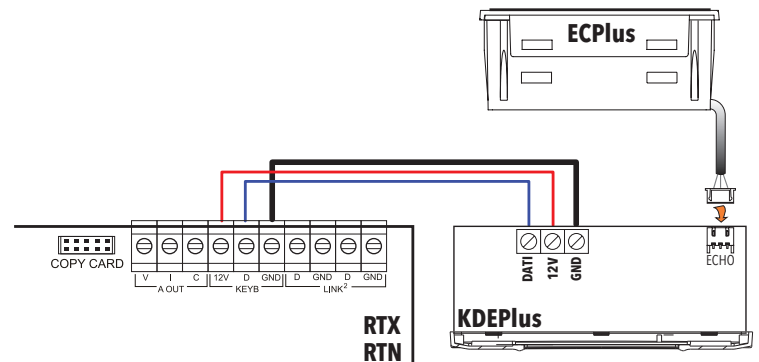 ECPlus
COPY CARD
V I C 12V D GND D GND D GND
A OUT KEYB LINK²
DATI 12V GND
ECHO
RTX
RTN
KDEPlus